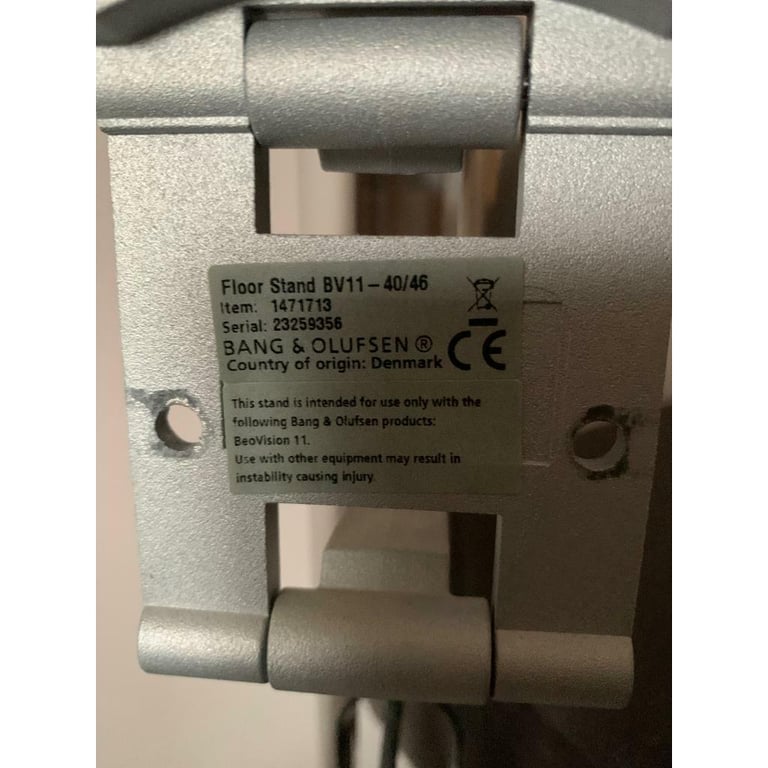 Floor Stand BV11-40/46
Item: 1471713
Serial: 23259356
BANG & OLUFSEN ®
Country of origin: Denmark
CE
This stand is intended for use only with the
following Bang & Olufsen products:
BeoVision 11.
Use with other equipment may result in
instability causing injury.